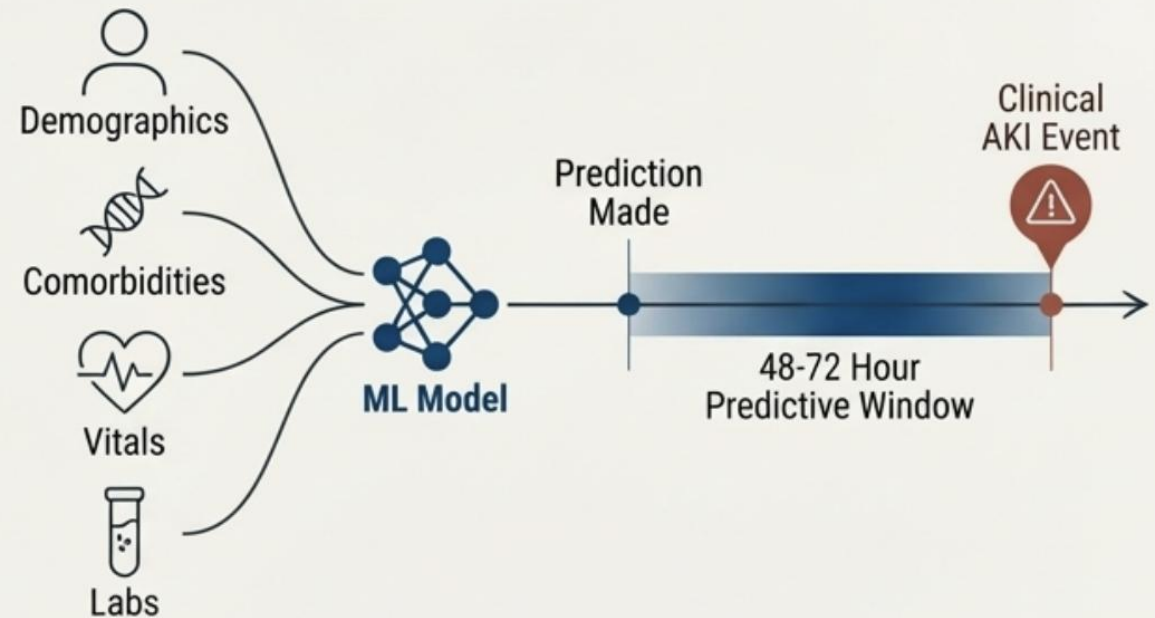 Demographics
Comorbidities
Vitals
Labs
ML Model
Prediction
Made
48-72 Hour
Predictive Window
Clinical
AKI Event